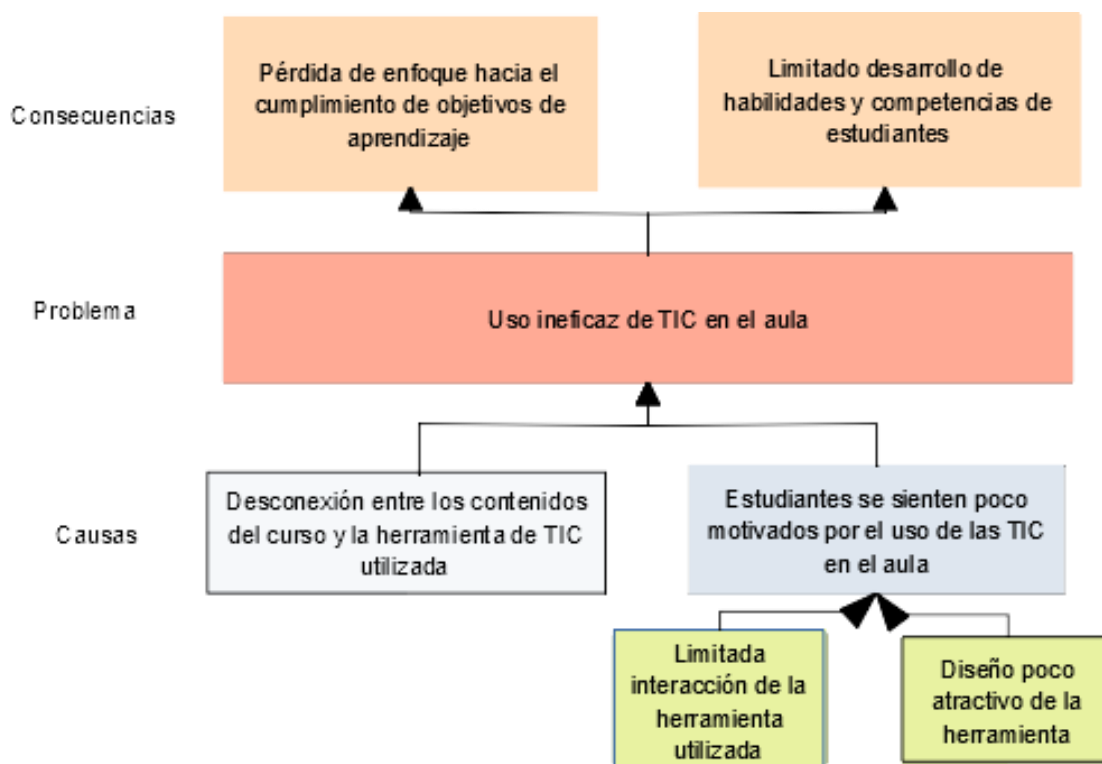 Consecuencias
Pérdida de enfoque hacia el
cumplimiento de objetivos de
aprendizaje
Limitado desarrollo de
habilidades y competencias de
estudiantes
Problema
Uso ineficaz de TIC en el aula
Causas
Desconexión entre los contenidos
del curso y la herramienta de TIC
utilizada
Estudiantes se sienten poco
motivados por el uso de las TIC
en el aula
Limitada
interacción de la
herramienta
utilizada
Diseño poco
atractivo de la
herramienta